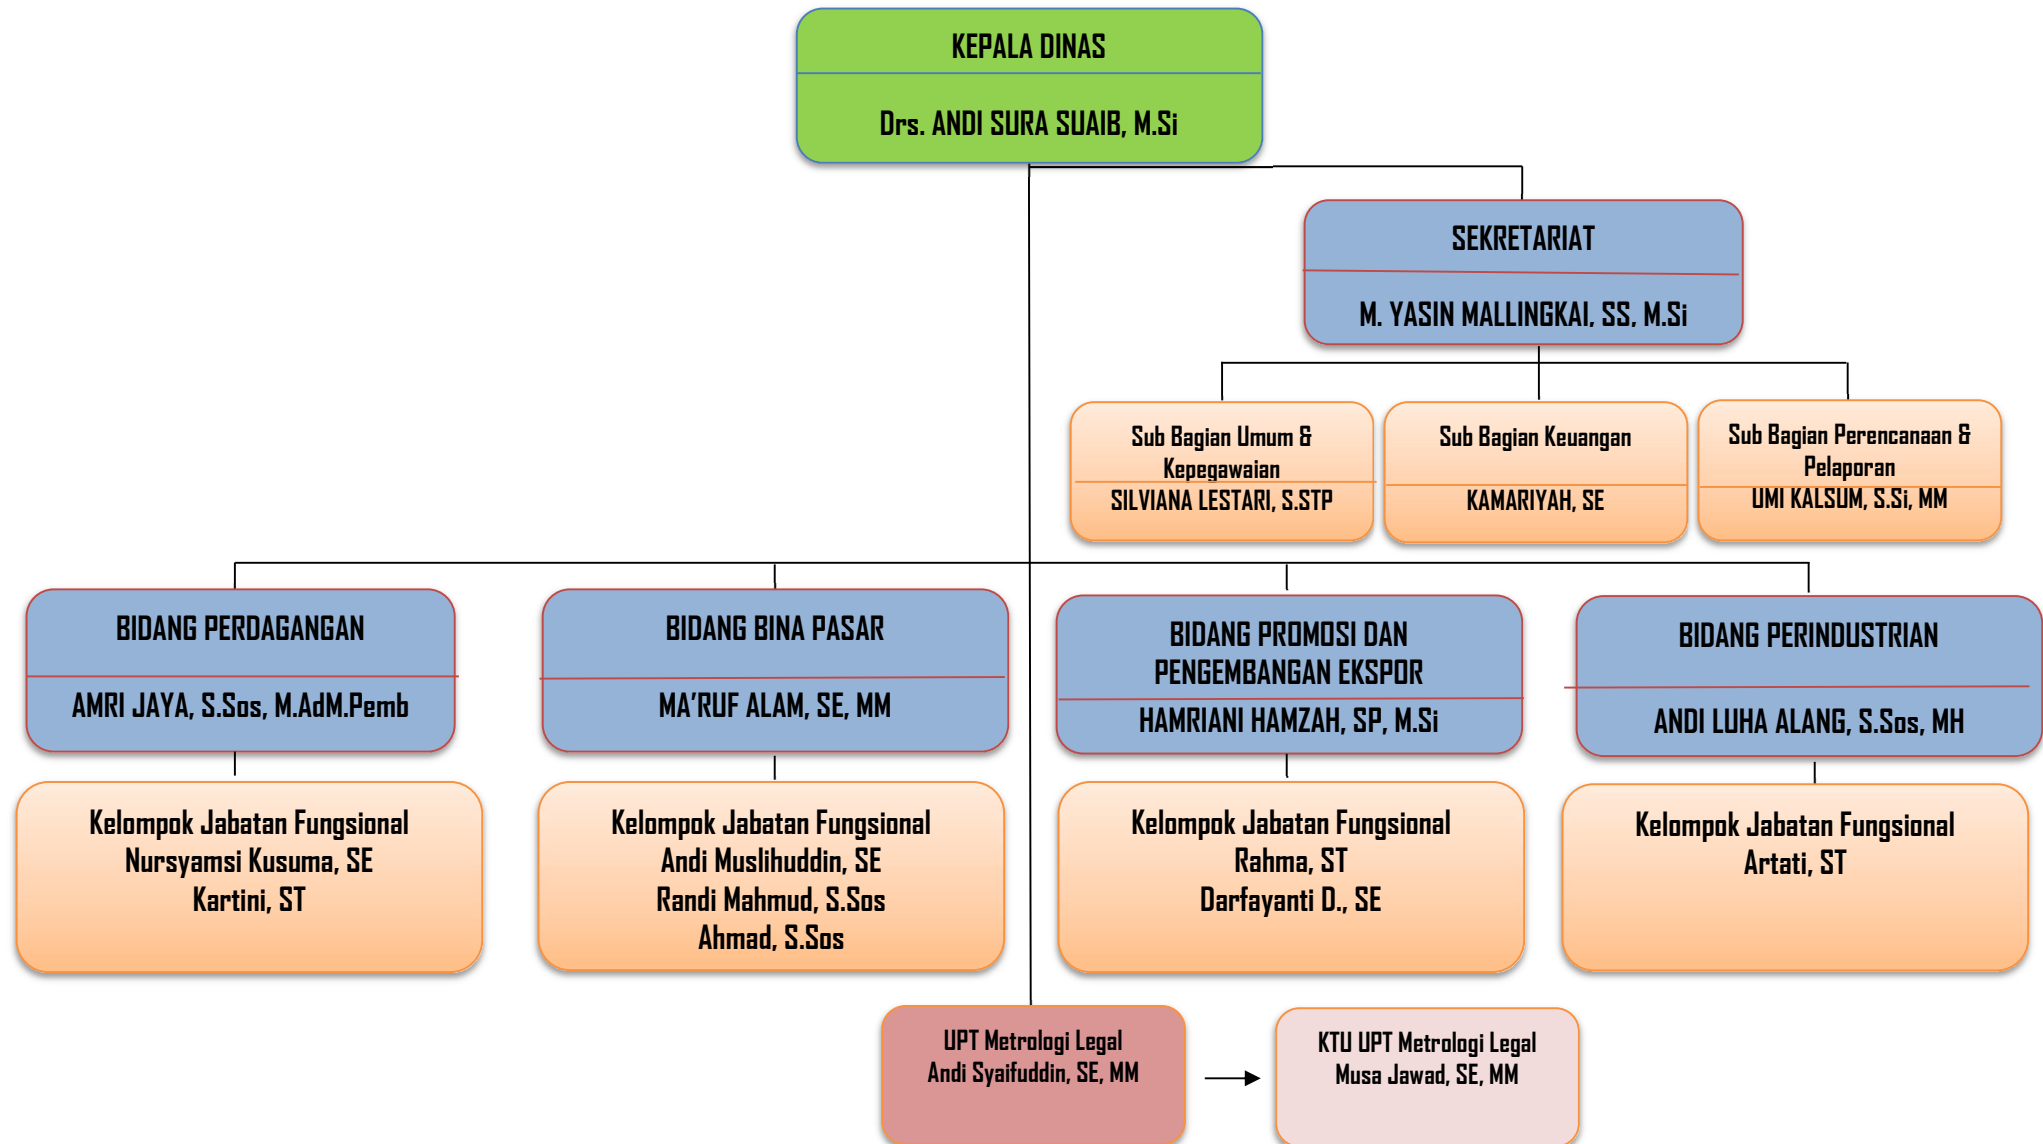 KEPALA DINAS
Drs. ANDI SURA SUAIB, M.Si
SEKRETARIAT
M. YASIN MALLINGKAI, SS, M.Si
Sub Bagian Umum &
Kepegawaian
SILVIANA LESTARI, S.STP
Sub Bagian Keuangan
KAMARIYAH, SE
Sub Bagian Perencanaan &
Pelaporan
UMI KALSUM, S.Si, MM
BIDANG PERDAGANGAN
AMRI JAYA, S.Sos, M.AdM.Pemb
BIDANG BINA PASAR
MA'RUF ALAM, SE, MM
BIDANG PROMOSI DAN
PENGEMBANGAN EKSPOR
HAMRIANI HAMZAH, SP, M.Si
BIDANG PERINDUSTRIAN
ANDI LUHA ALANG, S.Sos, MH
Kelompok Jabatan Fungsional
Nursyamsi Kusuma, SE
Kartini, ST
Kelompok Jabatan Fungsional
Andi Muslihuddin, SE
Randi Mahmud, S.Sos
Ahmad, S.Sos
Kelompok Jabatan Fungsional
Rahma, ST
Darfayanti D., SE
Kelompok Jabatan Fungsional
Artati, ST
UPT Metrologi Legal
Andi Syaifuddin, SE, MM
KTU UPT Metrologi Legal
Musa Jawad, SE, MM